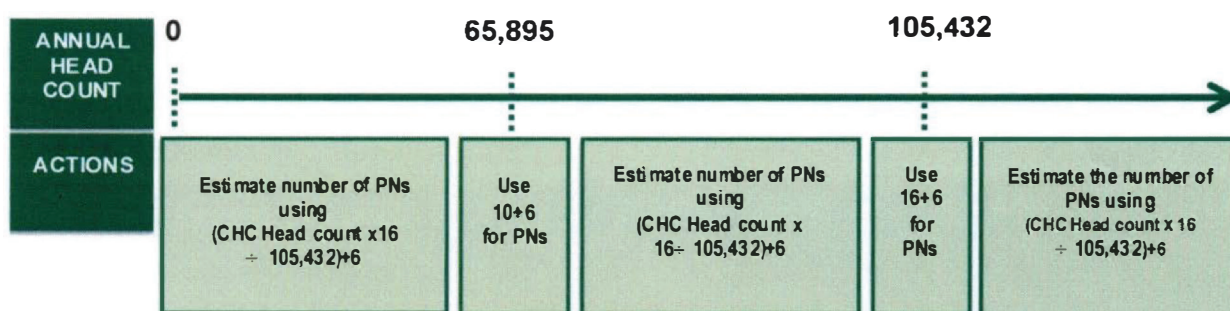 ANNUAL
HEAD
COUNT
0
65,895
105,432
ACTIONS
Estimate number of PNs
using
(CHC Head count x16
÷ 105,432)+6
Use
10+6
for PNs
Estimate number of PNs
using
(CHC Head count x
16÷ 105,432)+6
Use
16+6
for
PNs
Estimate the number of
PNs using
(CHC Head count x 16
÷ 105,432)+6